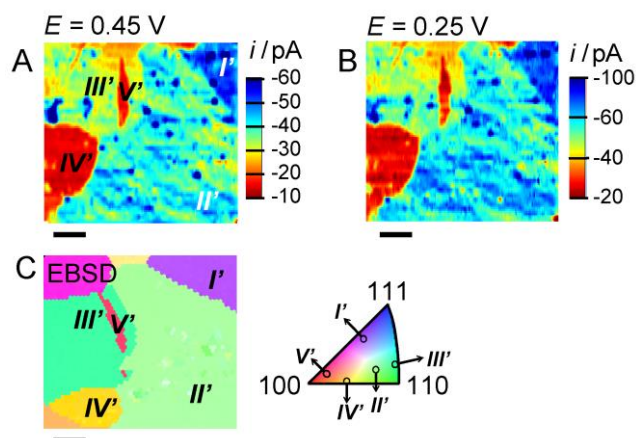 E = 0.45 V
E = 0.25 V
A
i / pA
-60
-50
-40
-30
-20
-10
I'
III'
V'
IV'
II'
B
i / pA
-100
-80
-60
-40
-20
C
EBSD
I'
III'
V'
II'
IV'
111
I'
V'
III'
100
110
IV'
II'